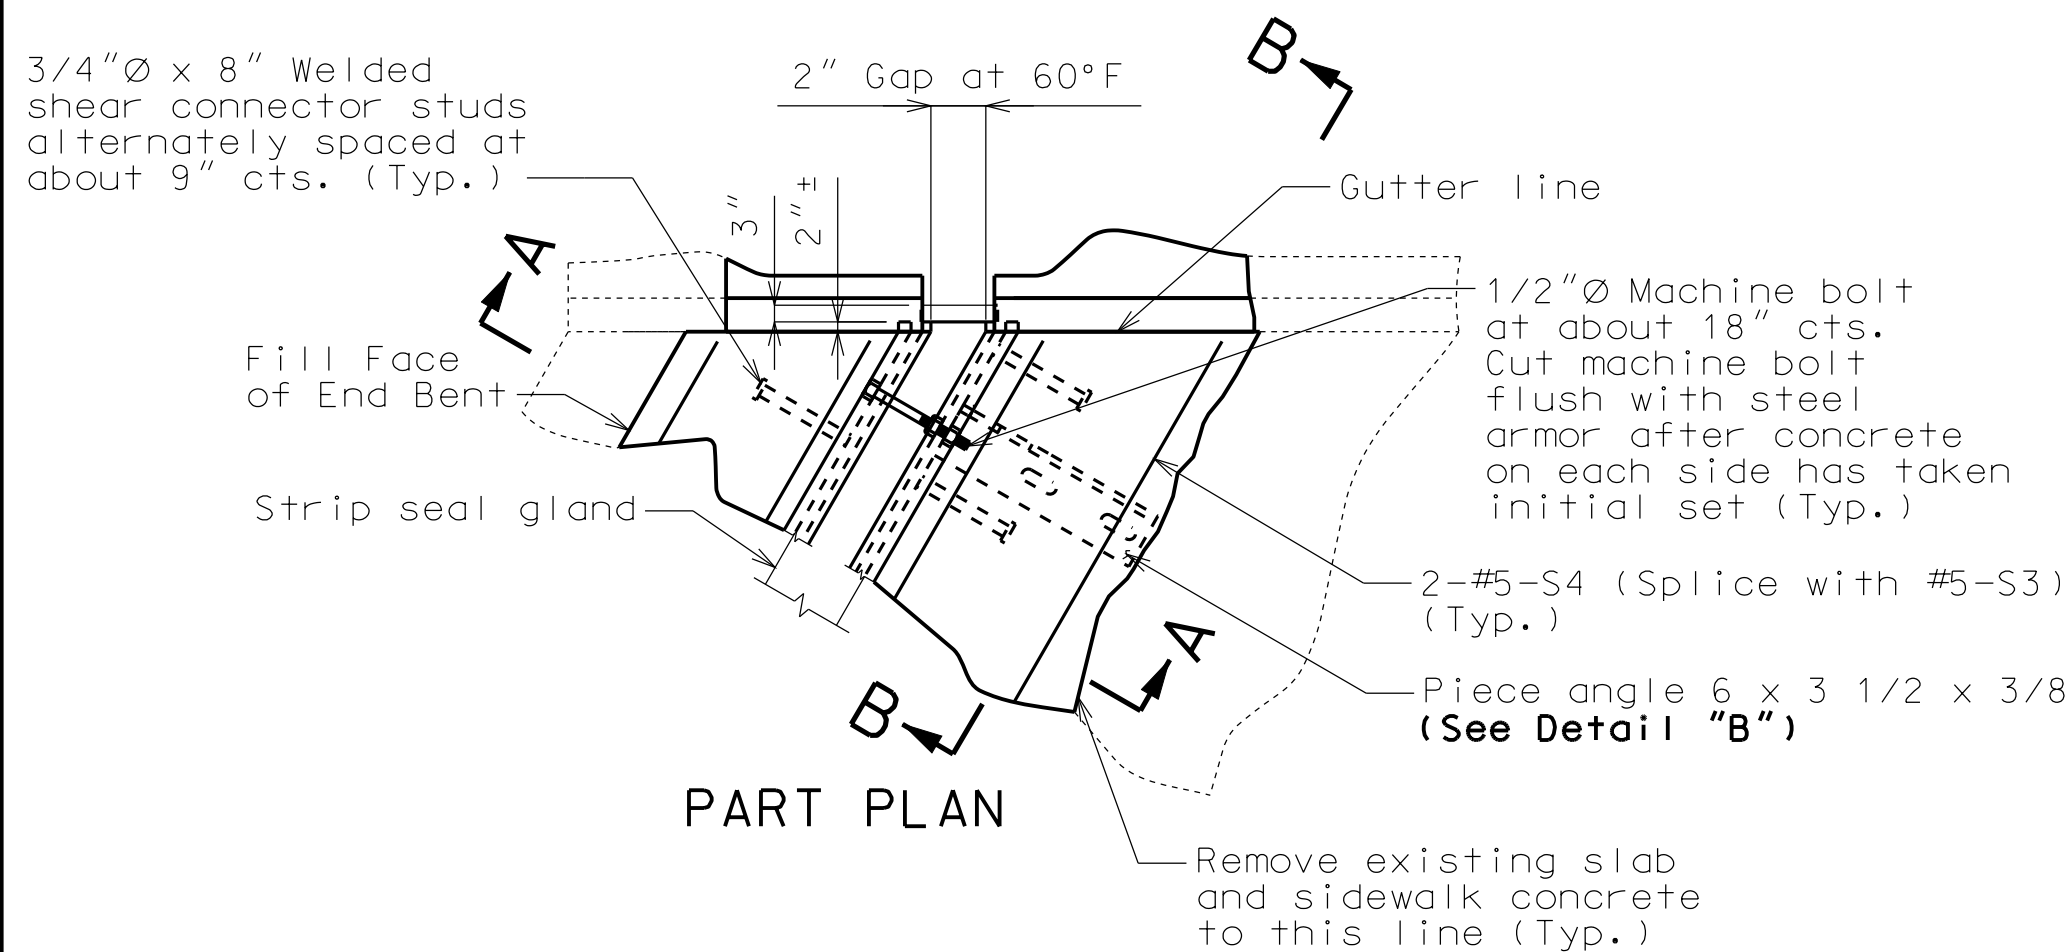 3/4"Ø x 8" Welded
shear connector studs
alternately spaced at
about 9" cts. (Typ.)
2" Gap at 60°F
B
3"
2" ±
Gutter line
A
1/2"Ø Machine bolt
at about 18" cts.
Cut machine bolt
flush with steel
armor after concrete
on each side has taken
initial set (Typ.)
Fill Face
of End Bent
Strip seal gland
2-#5-S4 (Splice with #5-S3)
(Typ.)
A
Piece angle 6 x 3 1/2 x 3/8
(See Detail "B")
B
PART PLAN
Remove existing slab
and sidewalk concrete
to this line (Typ.)